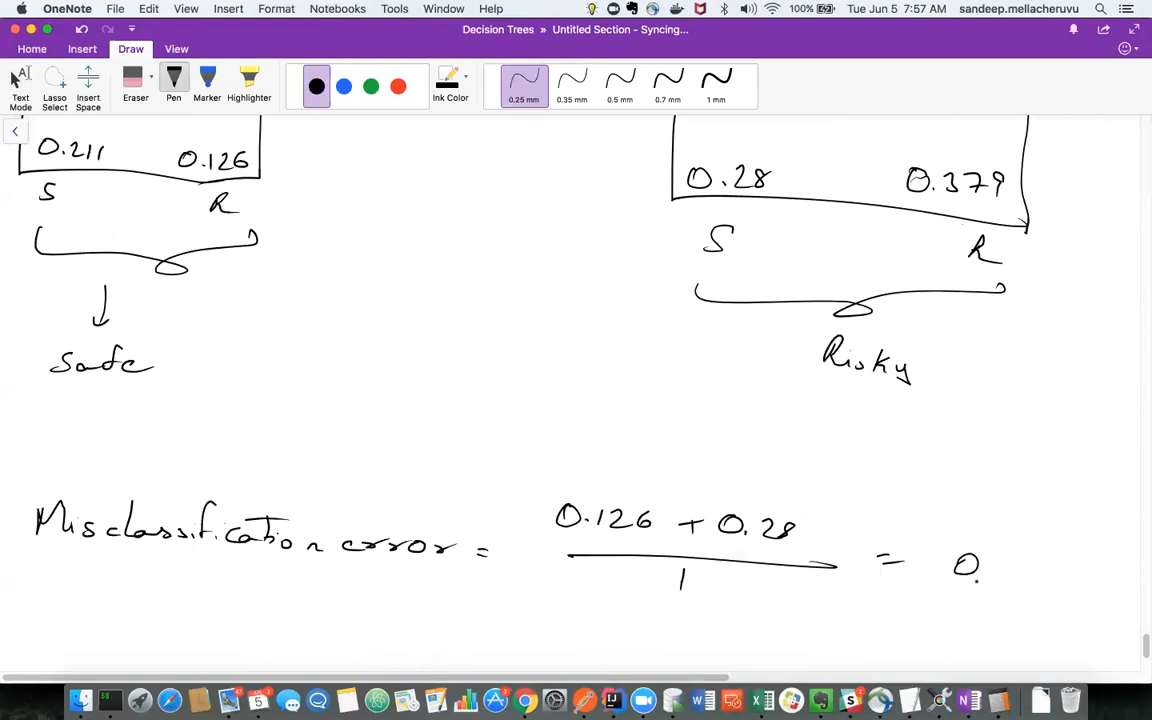 OneNote File Edit View Insert Format Notebooks Tools Window Help 100% Tue Jun 5 7:57 AM sandeep.mellacheruvu
Decision Trees » Untitled Section - Syncing...
Home Insert Draw View
Text Mode Lasso Select Insert Space Eraser Pen Marker Highlighter Ink Color 0.25 mm 0.35 mm 0.5 mm 0.7 mm 1 mm
0.211 0.126 0.28 0.379
S R S R
Safe Risky
Misclassification error = 0.126 + 0.28 = 0.
1